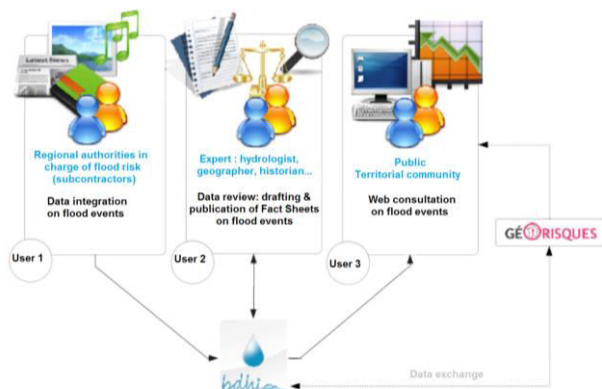 Latest News
Regional authorities in
charge of flood risk
(subcontractors)
Data integration
on flood events
User 1
Expert : hydrologist,
geographer, historian...
Data review: drafting &
publication of Fact Sheets
on flood events
User 2
Public
Territorial community
Web consultation
on flood events
User 3
GÉORISQUES
bdhi
Data exchange